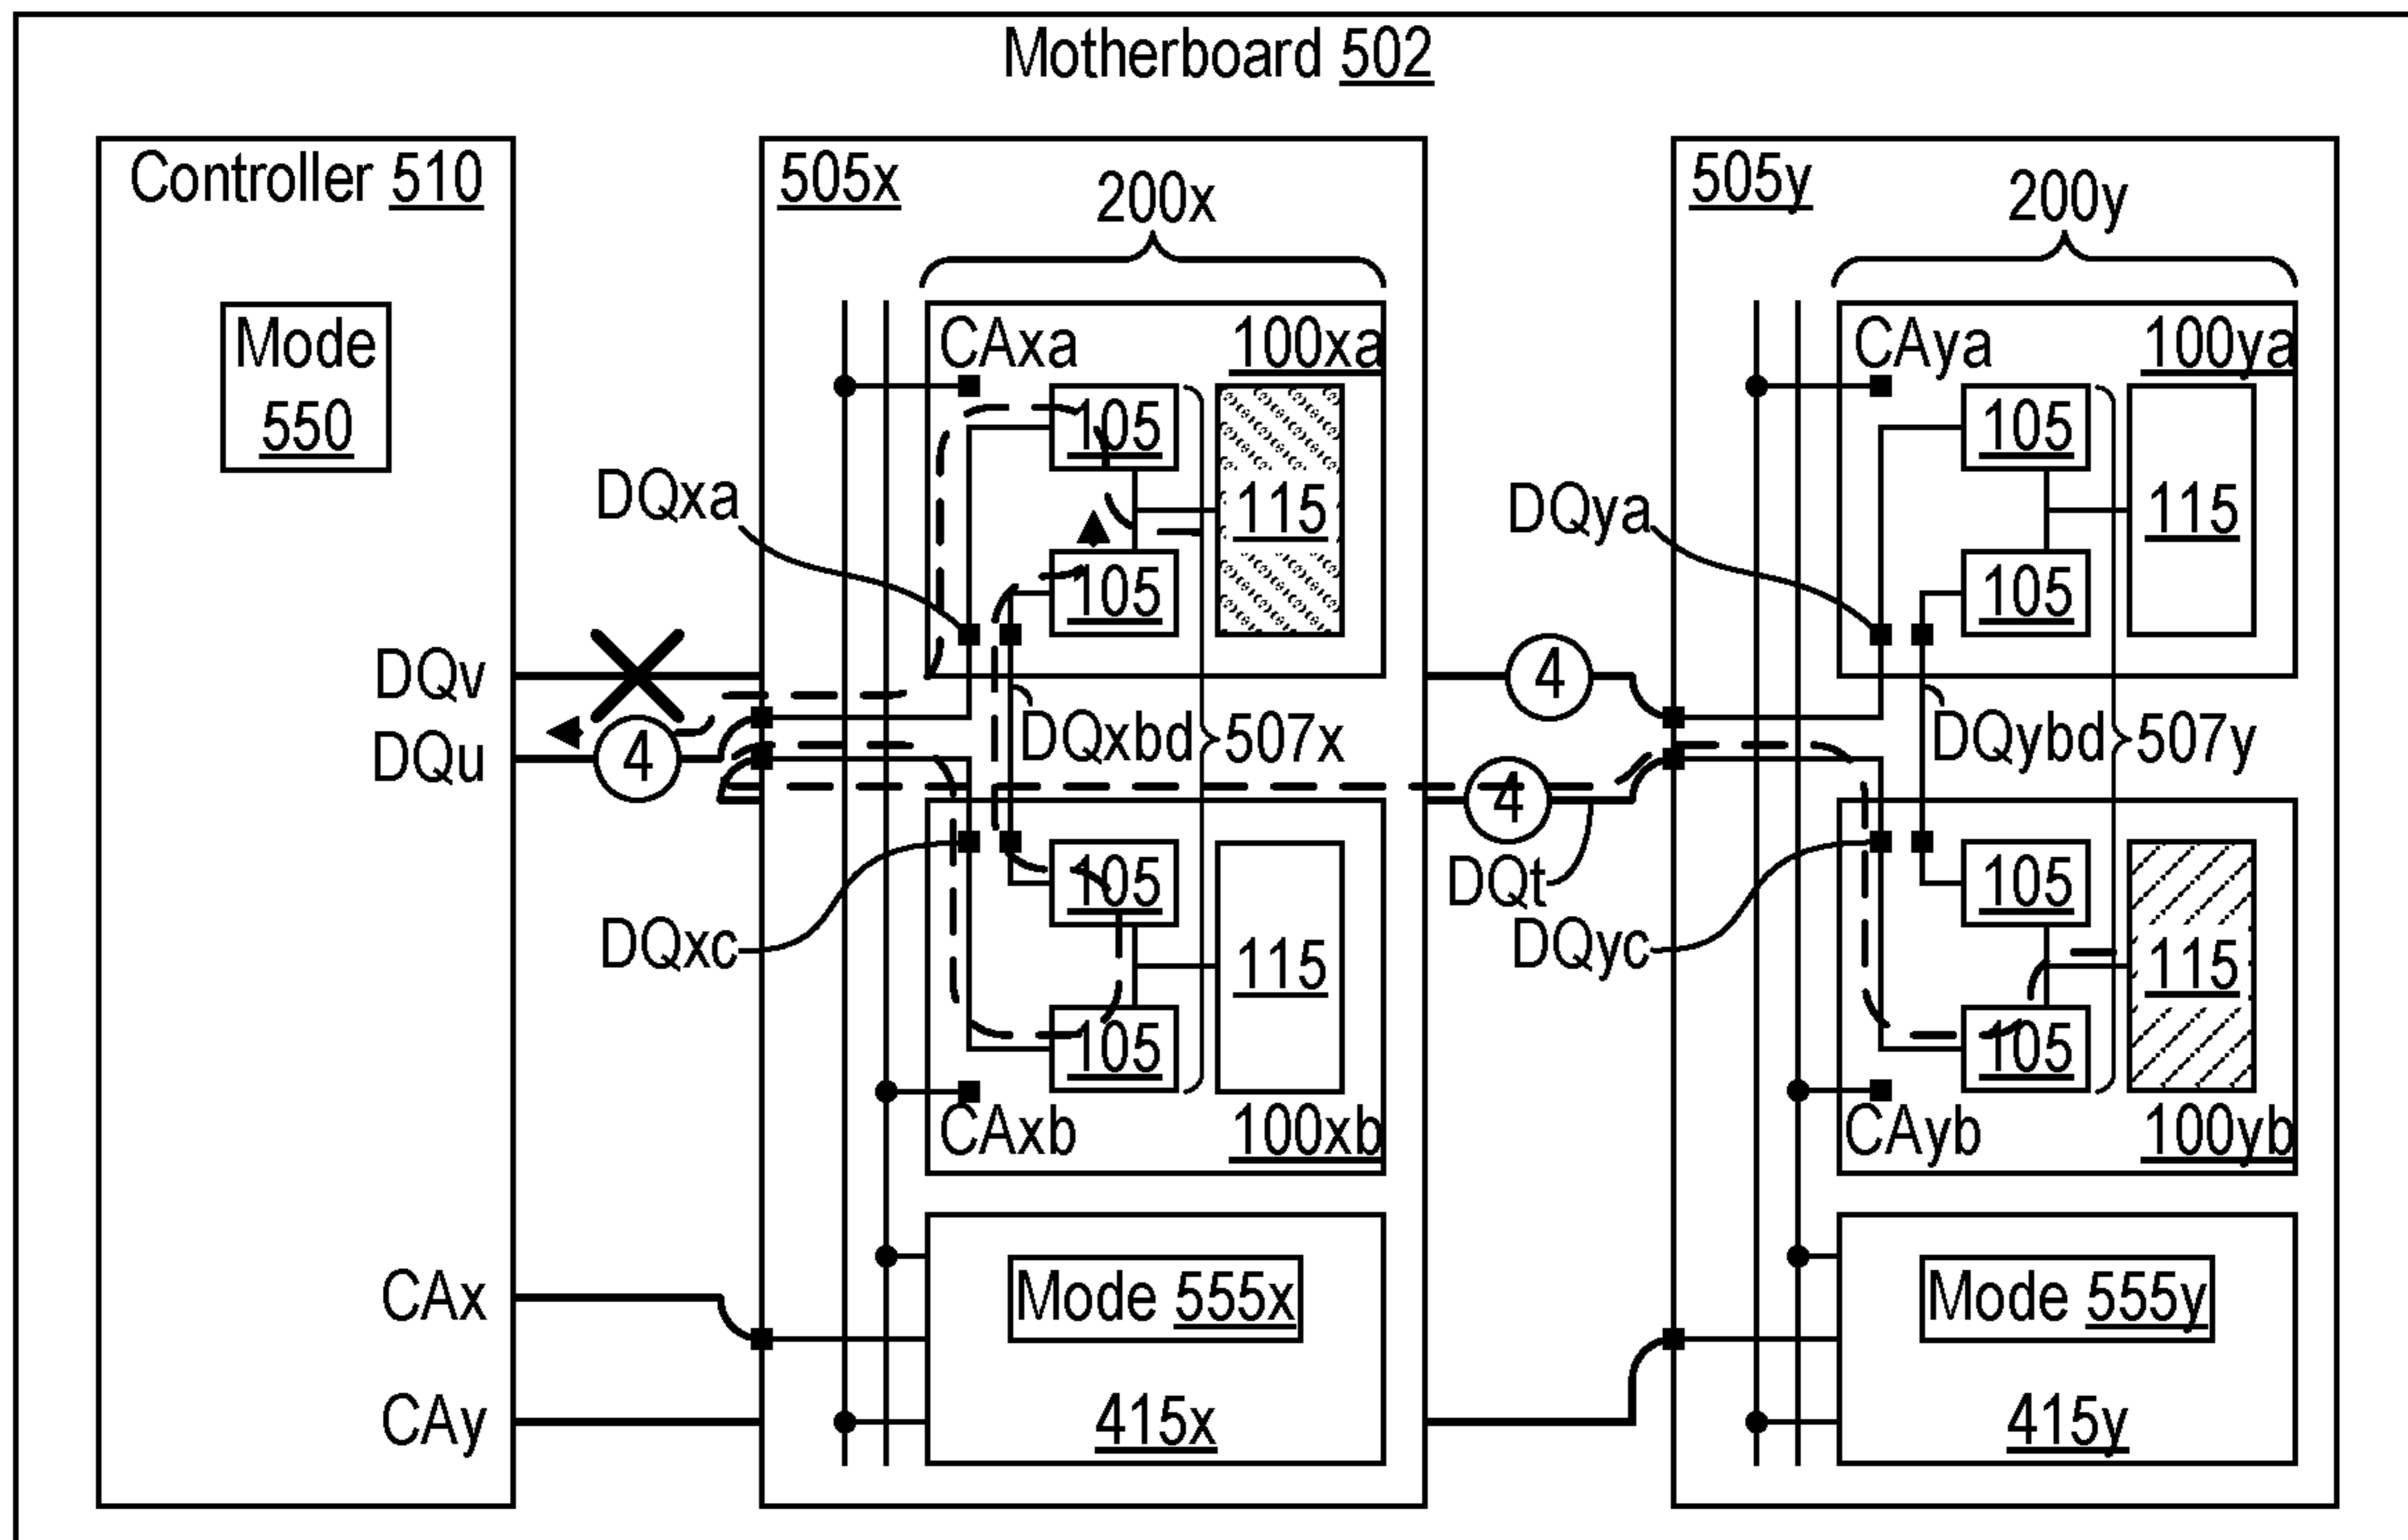 Motherboard 502
Controller 510
Mode
550
DQv
DQu
CAx
CAy
505x
200x
CAxa
100xa
105
115
105
DQxa
DQxbd
507x
4
DQxc
105
115
105
CAxb
100xb
Mode 555x
415x
4
4
DQt
505y
200y
CAya
100ya
105
115
105
DQya
DQybd
507y
DQyc
105
115
105
CAyb
100yb
Mode 555y
415y